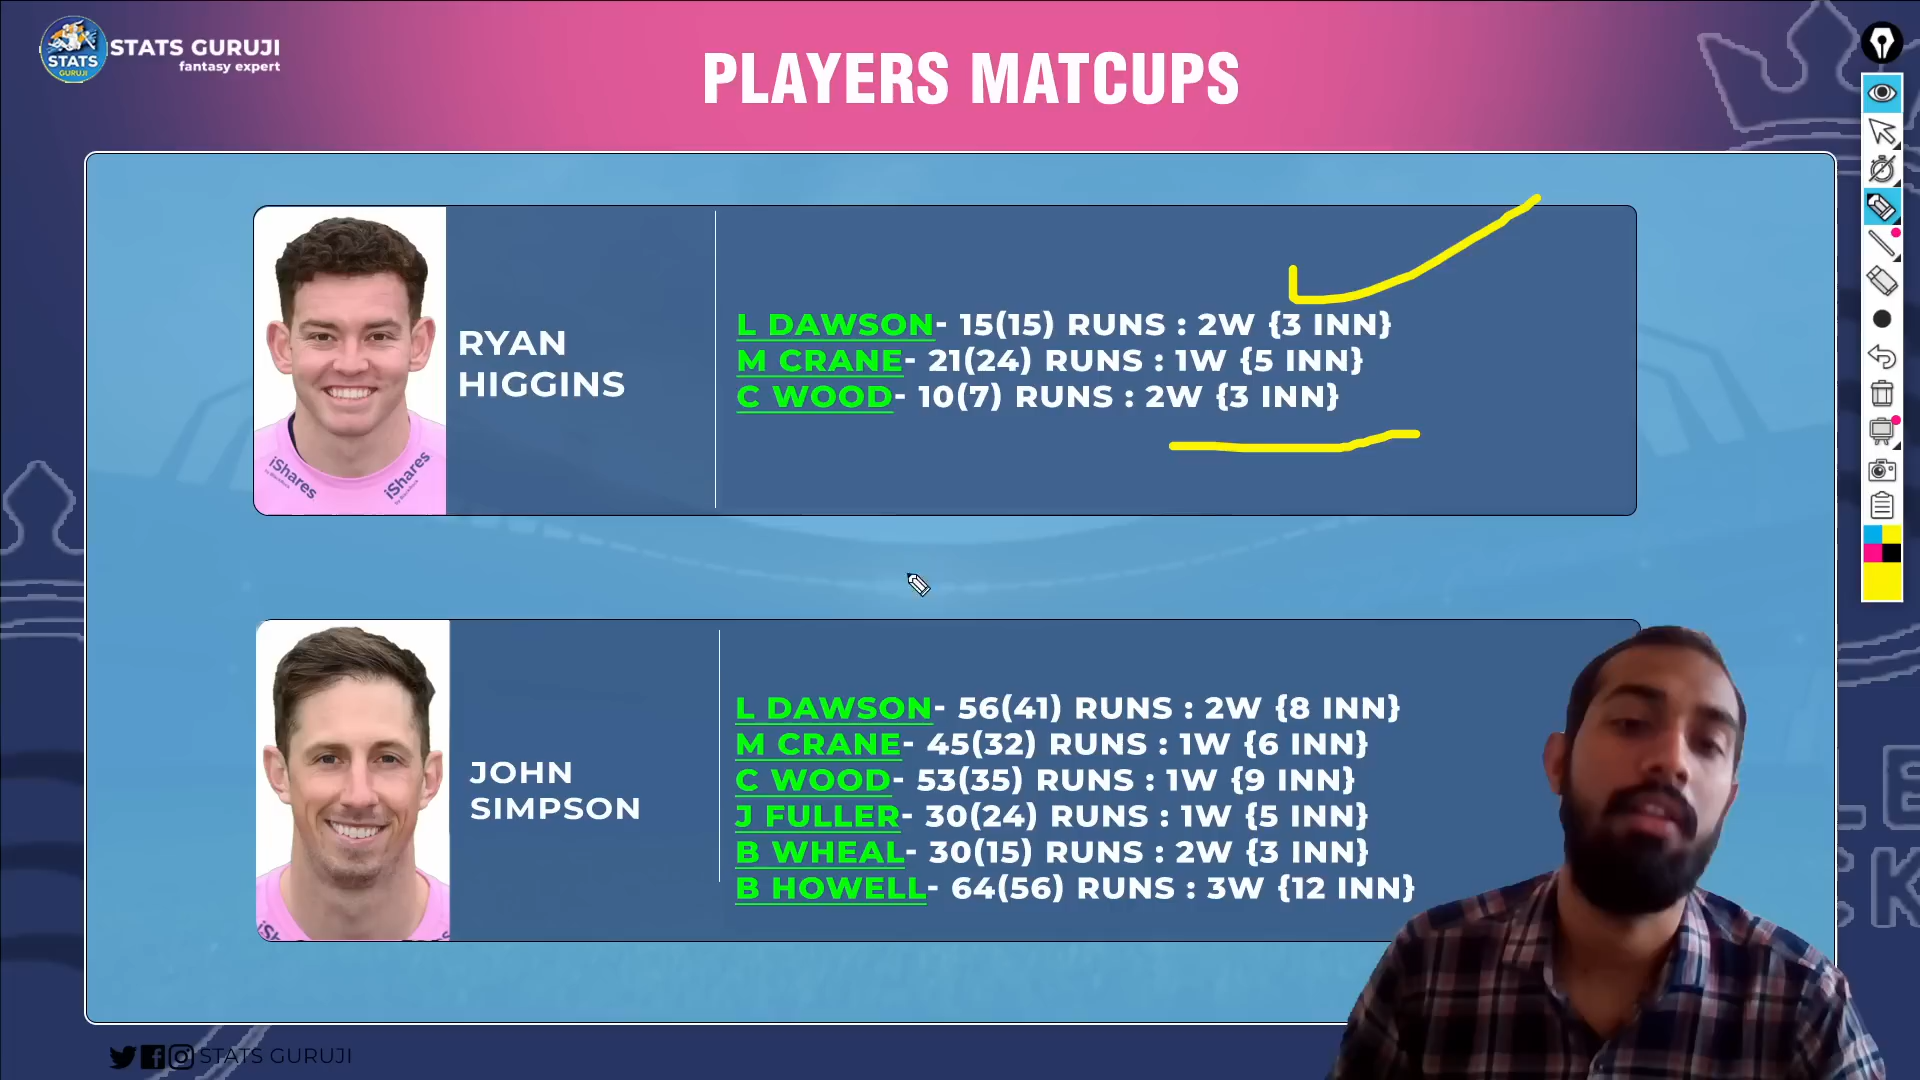 STATS GURUJI
fantasy expert
STATS
GURUJI
PLAYERS MATCUPS
RYAN
HIGGINS
L DAWSON- 15(15) RUNS : 2W {3 INN}
M CRANE- 21(24) RUNS : 1W {5 INN}
C WOOD- 10(7) RUNS : 2W {3 INN}
iShares
iShares
JOHN
SIMPSON
L DAWSON- 56(41) RUNS : 2W {8 INN}
M CRANE- 45(32) RUNS : 1W {6 INN}
C WOOD- 53(35) RUNS : 1W {9 INN}
J FULLER- 30(24) RUNS : 1W {5 INN}
B WHEAL- 30(15) RUNS : 2W {3 INN}
B HOWELL- 64(56) RUNS : 3W {12 INN}
STATS GURUJI